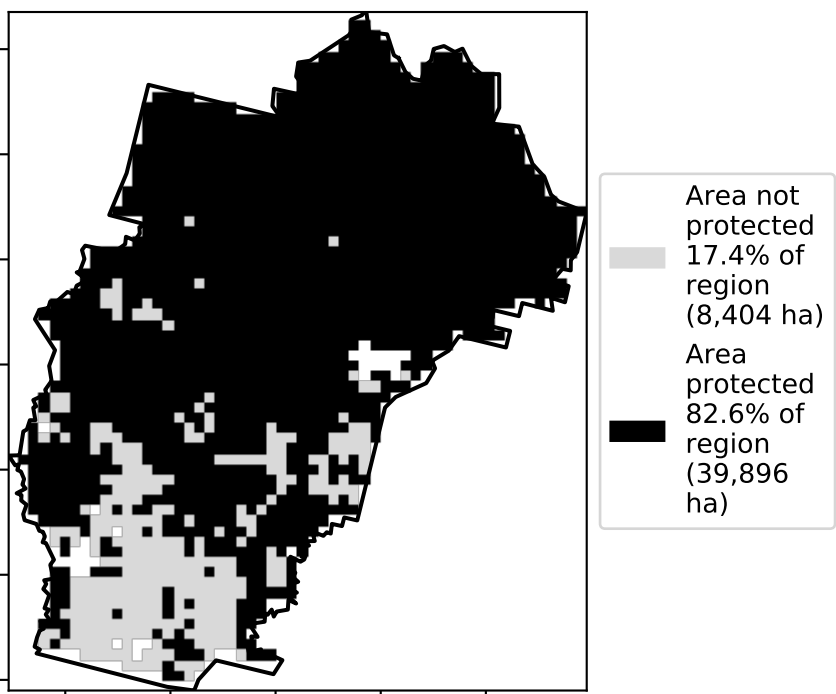 Area not
protected
17.4% of
region
(8,404 ha)
Area
protected
82.6% of
region
(39,896
ha)